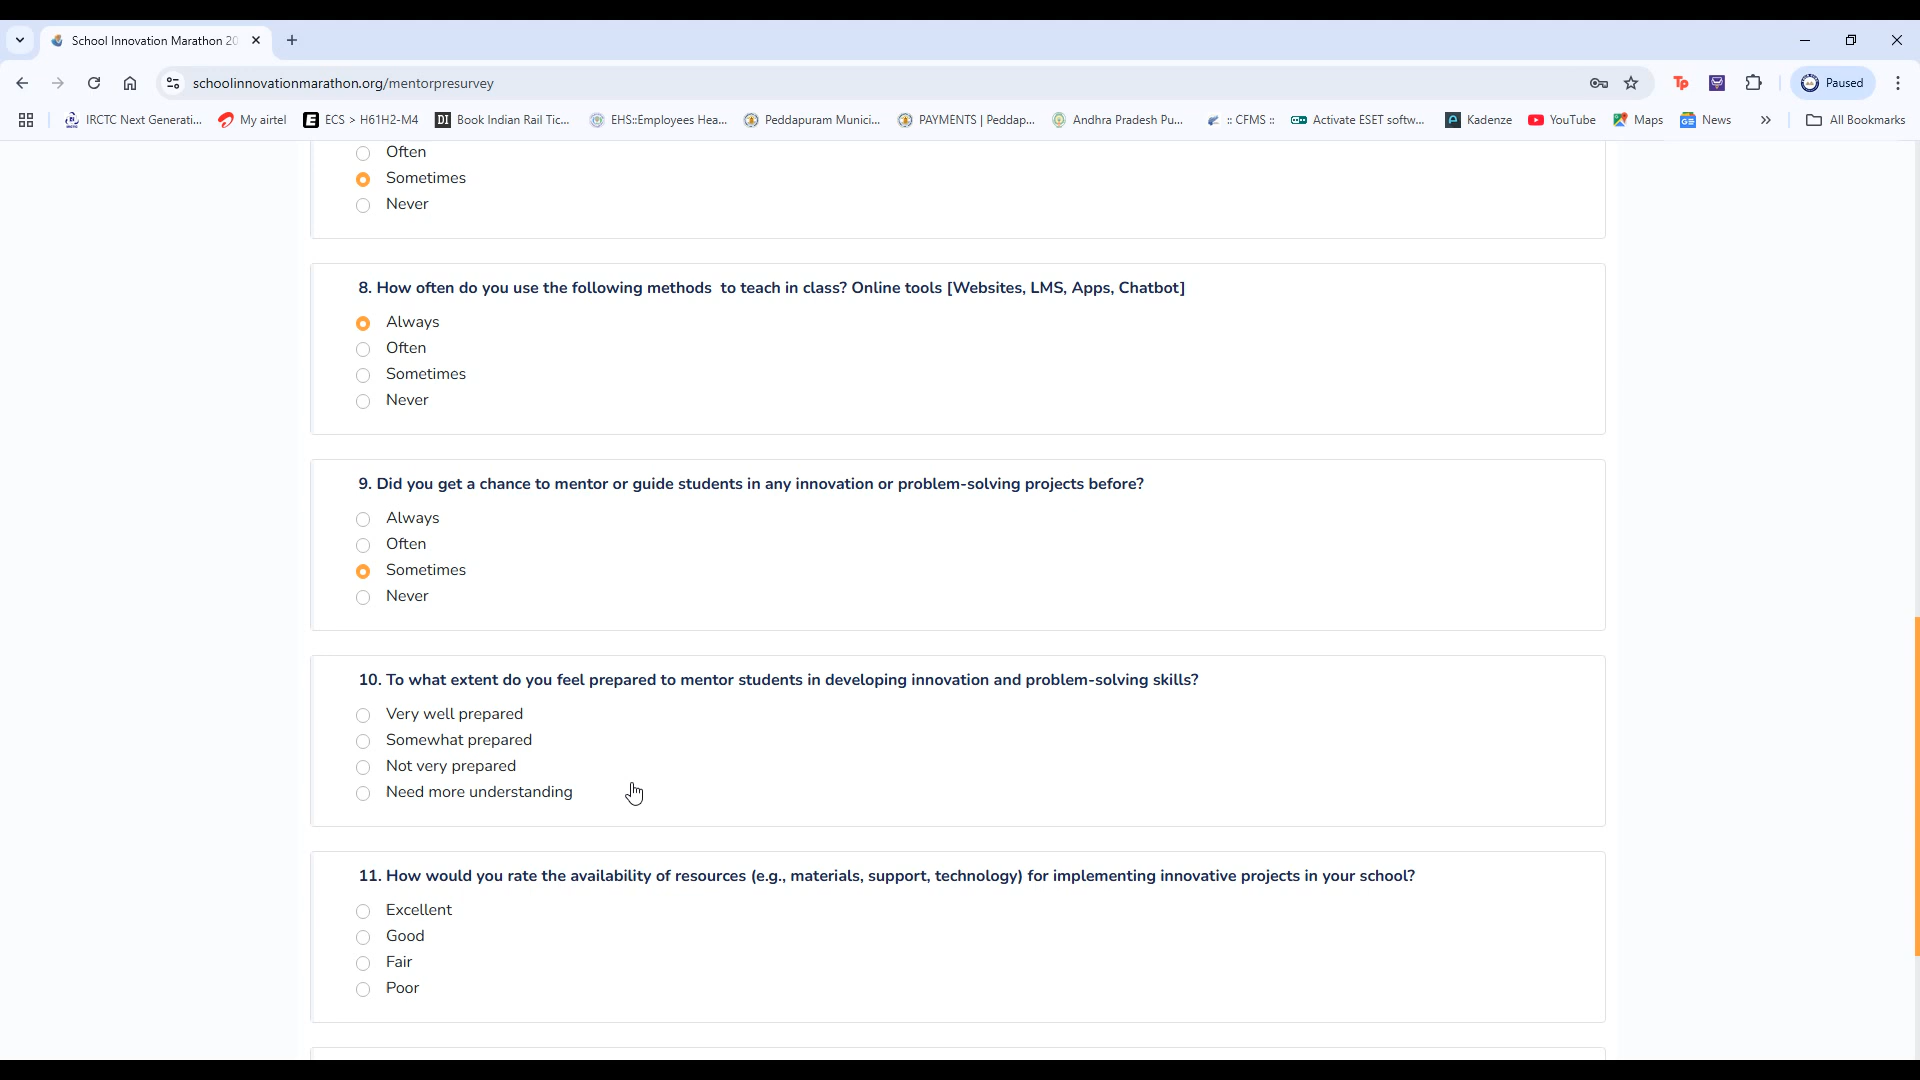 School Innovation Marathon 20
schoolinnovationmarathon.org/mentorpresurvey
Tp
Paused
IRCTC Next Generati...
My airtel
ECS > H61H2-M4
Book Indian Rail Tic...
EHS::Employees Hea...
Peddapuram Munici...
PAYMENTS | Peddap...
Andhra Pradesh Pu...
:: CFMS ::
Activate ESET softw...
Kadenze
YouTube
Maps
News
All Bookmarks
Often
Sometimes
Never
8. How often do you use the following methods to teach in class? Online tools [Websites, LMS, Apps, Chatbot]
Always
Often
Sometimes
Never
9. Did you get a chance to mentor or guide students in any innovation or problem-solving projects before?
Always
Often
Sometimes
Never
10. To what extent do you feel prepared to mentor students in developing innovation and problem-solving skills?
Very well prepared
Somewhat prepared
Not very prepared
Need more understanding
11. How would you rate the availability of resources (e.g., materials, support, technology) for implementing innovative projects in your school?
Excellent
Good
Fair
Poor